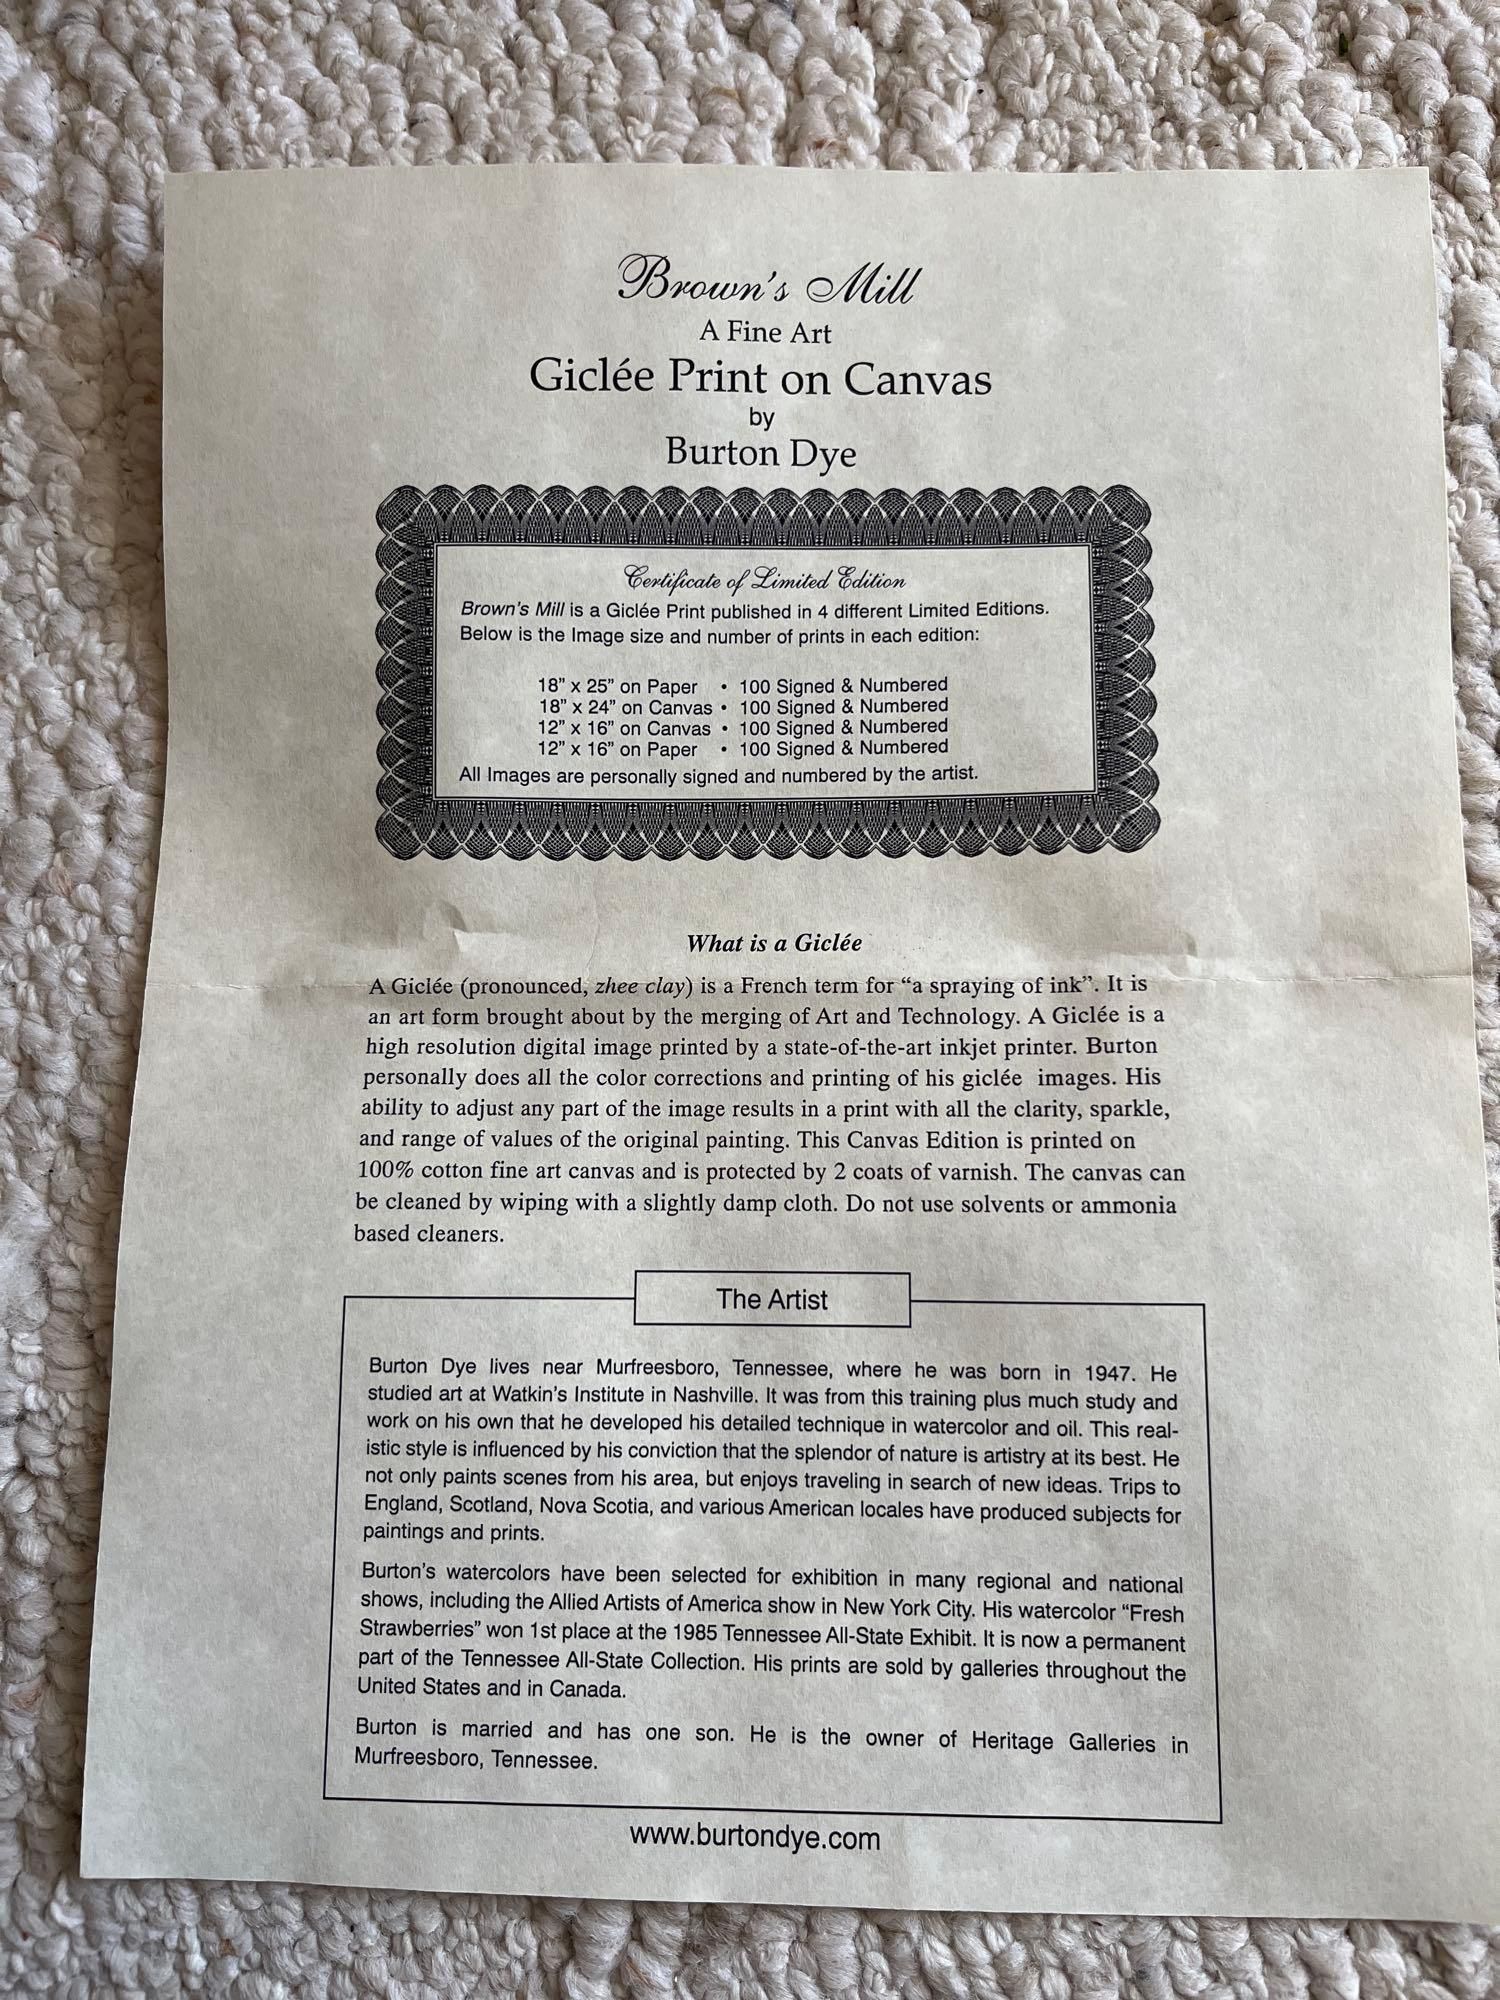 Brown's Mill
A Fine Art
Giclée Print on Canvas
by
Burton Dye
Certificate of Limited Edition
Brown's Mill is a Giclée Print published in 4 different Limited Editions.
Below is the Image size and number of prints in each edition:
18” x 25” on Paper • 100 Signed & Numbered
18” x 24” on Canvas • 100 Signed & Numbered
12” x 16” on Canvas • 100 Signed & Numbered
12” x 16” on Paper • 100 Signed & Numbered
All Images are personally signed and numbered by the artist.
What is a Giclée
A Giclée (pronounced, zhee clay) is a French term for “a spraying of ink”. It is
an art form brought about by the merging of Art and Technology. A Giclée is a
high resolution digital image printed by a state-of-the-art inkjet printer. Burton
personally does all the color corrections and printing of his giclée images. His
ability to adjust any part of the image results in a print with all the clarity, sparkle,
and range of values of the original painting. This Canvas Edition is printed on
100% cotton fine art canvas and is protected by 2 coats of varnish. The canvas can
be cleaned by wiping with a slightly damp cloth. Do not use solvents or ammonia
based cleaners.
The Artist
Burton Dye lives near Murfreesboro, Tennessee, where he was born in 1947. He
studied art at Watkin's Institute in Nashville. It was from this training plus much study and
work on his own that he developed his detailed technique in watercolor and oil. This real-
istic style is influenced by his conviction that the splendor of nature is artistry at its best. He
not only paints scenes from his area, but enjoys traveling in search of new ideas. Trips to
England, Scotland, Nova Scotia, and various American locales have produced subjects for
paintings and prints.
Burton's watercolors have been selected for exhibition in many regional and national
shows, including the Allied Artists of America show in New York City. His watercolor “Fresh
Strawberries” won 1st place at the 1985 Tennessee All-State Exhibit. It is now a permanent
part of the Tennessee All-State Collection. His prints are sold by galleries throughout the
United States and in Canada.
Burton is married and has one son. He is the owner of Heritage Galleries in
Murfreesboro, Tennessee.
www.burtondye.com